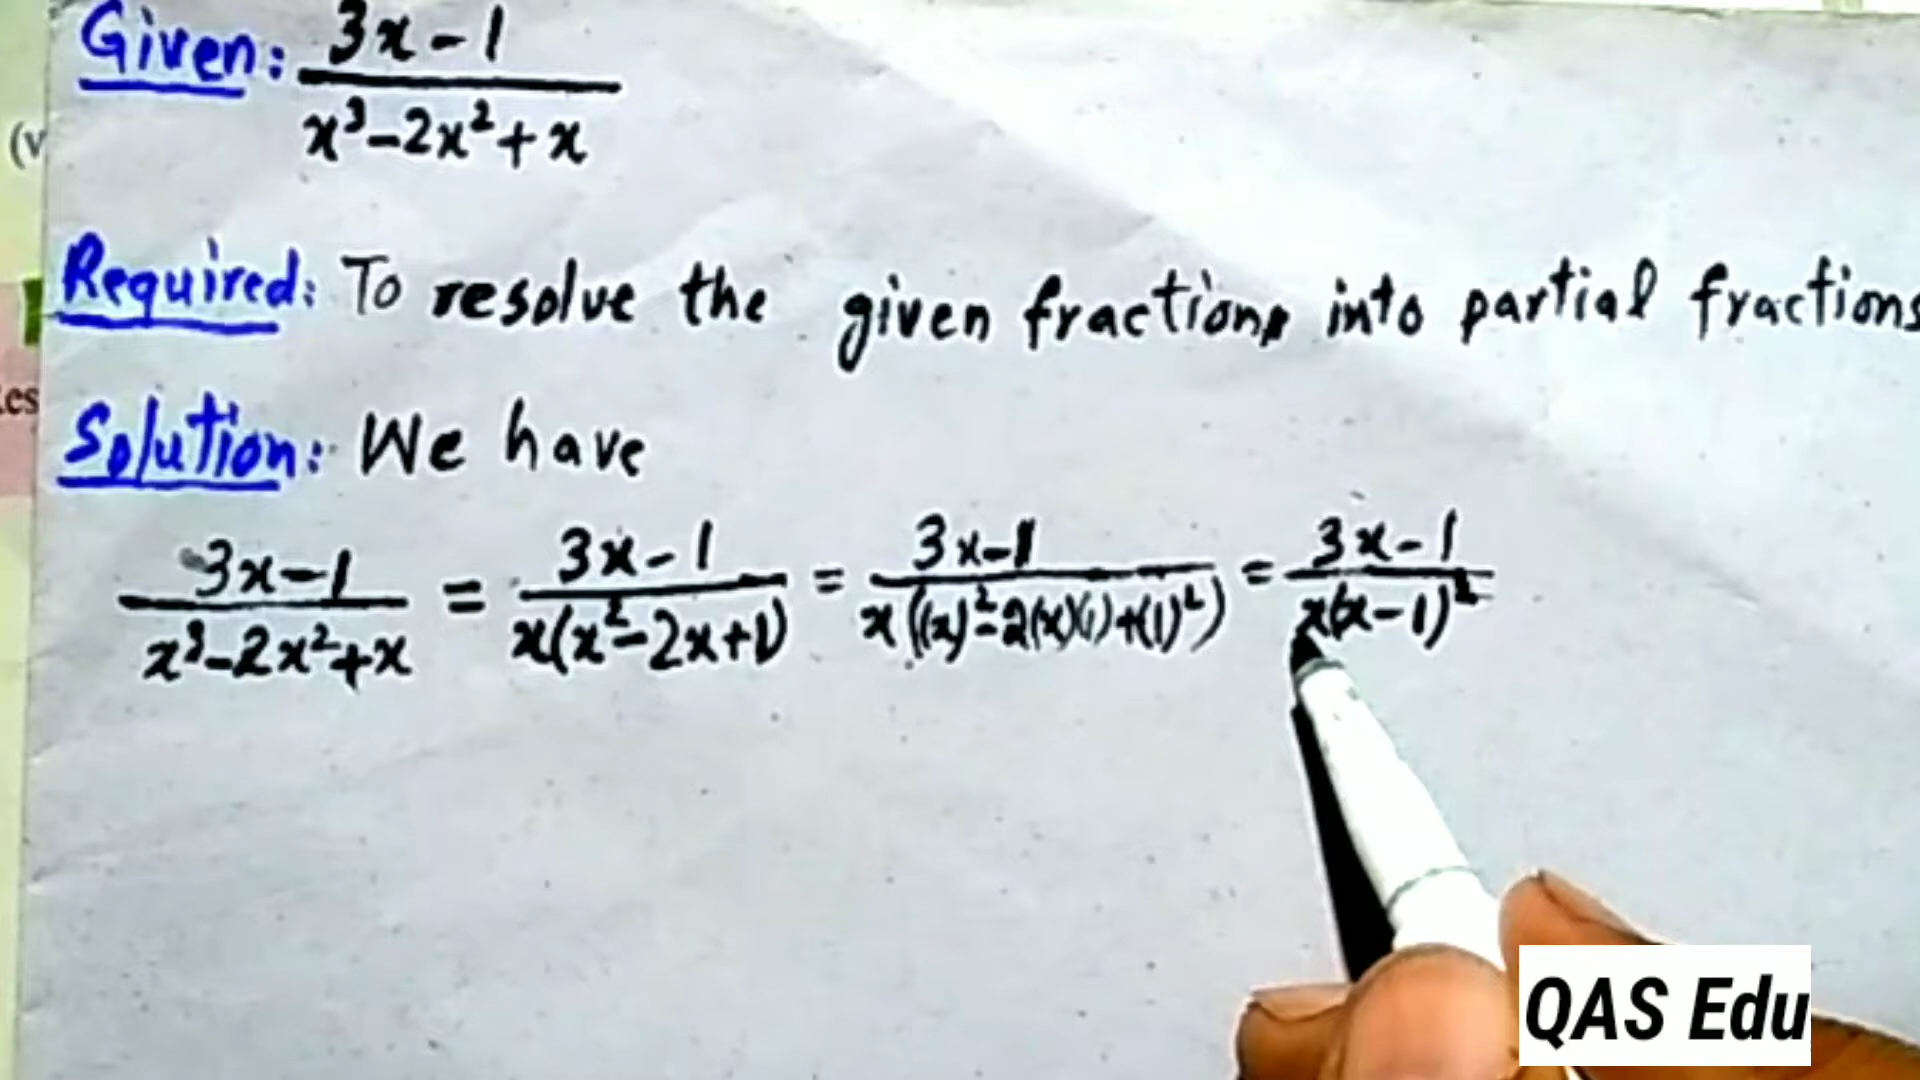 Given: 3x-1
x³-2x²+x
(v
Required: To resolve the given fractions into partial fractions
es
Solution: We have
3x-1/x³-2x²+x = 3x-1/x(x²-2x+1) = 3x-1/x((x)²-2(x)(1)+(1)²) = 3x-1/x(x-1)²
QAS Edu